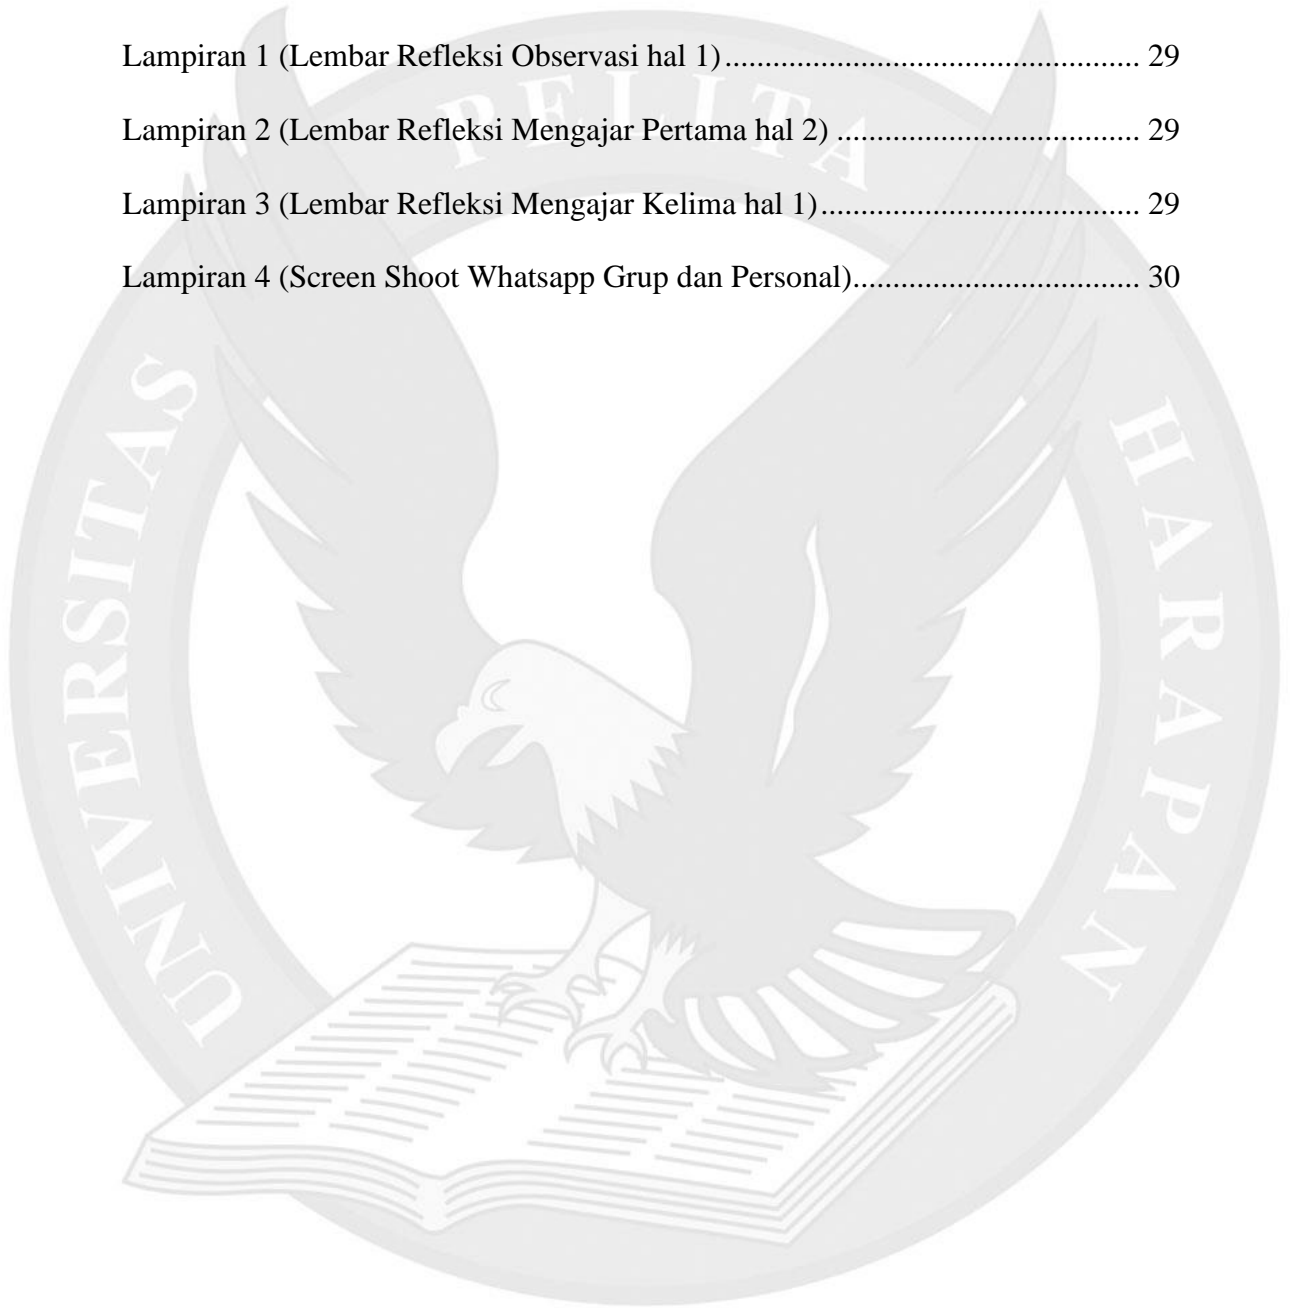 Lampiran 1 (Lembar Refleksi Observasi hal 1).................................................... 29
Lampiran 2 (Lembar Refleksi Mengajar Pertama hal 2) ...................................... 29
Lampiran 3 (Lembar Refleksi Mengajar Kelima hal 1)........................................ 29
Lampiran 4 (Screen Shoot Whatsapp Grup dan Personal).................................... 30
UNIVERSITAS PELITA HARAPAN